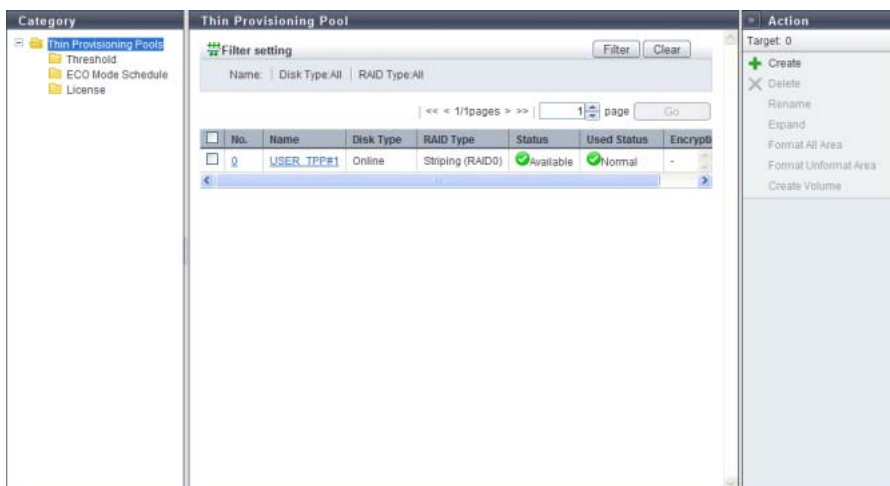 Category
Thin Provisioning Pools
Threshold
ECO Mode Schedule
License
Thin Provisioning Pool
Filter setting
Filter Clear
Name: Disk Type:All RAID Type:All
<< < 1/1pages > >> 1 page Go
No. Name Disk Type RAID Type Status Used Status Encrypti
0 USER_TPP#1 Online Striping (RAID0) Available Normal -
» Action
Target: 0
Create
Delete
Rename
Expand
Format All Area
Format Unformat Area
Create Volume